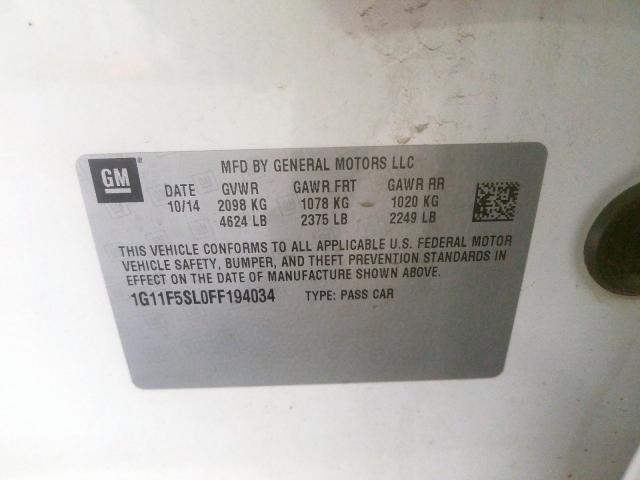 GM
MFD BY GENERAL MOTORS LLC
DATE GVWR GAWR FRT GAWR RR
10/14 2098 KG 1078 KG 1020 KG
4624 LB 2375 LB 2249 LB
THIS VEHICLE CONFORMS TO ALL APPLICABLE U.S. FEDERAL MOTOR
VEHICLE SAFETY, BUMPER, AND THEFT PREVENTION STANDARDS IN
EFFECT ON THE DATE OF MANUFACTURE SHOWN ABOVE.
1G11F5SL0FF194034 TYPE: PASS CAR